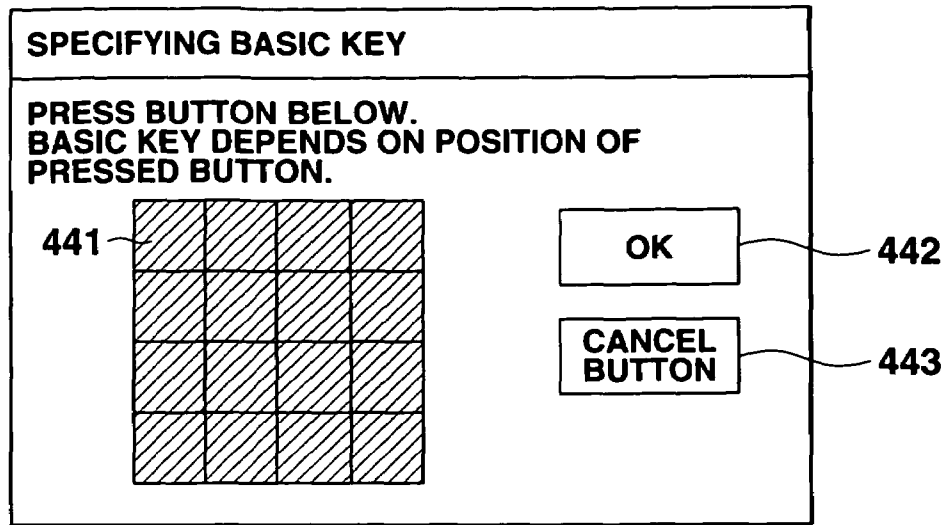 SPECIFYING BASIC KEY
PRESS BUTTON BELOW.
BASIC KEY DEPENDS ON POSITION OF
PRESSED BUTTON.
441
OK
442
CANCEL
BUTTON
443